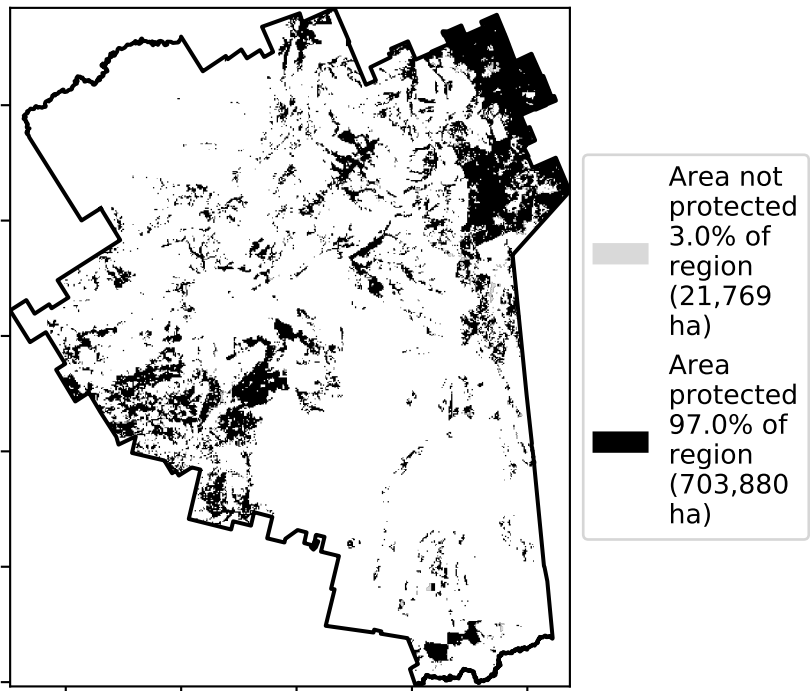 Area not
protected
3.0% of
region
(21,769
ha)
Area
protected
97.0% of
region
(703,880
ha)